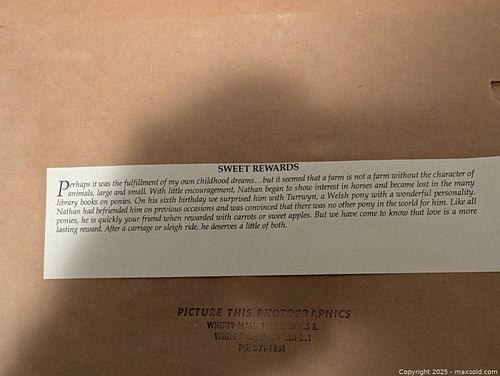 SWEET REWARDS
Perhaps it was the fulfillment of my own childhood dreams...but it seemed that a farm is not a farm without the character of
animals, large and small. With little encouragement, Nathan began to show interest in horses and became lost in the many
library books on ponies. On his sixth birthday we surprised him with Turrwyn, a Welsh pony with a wonderful personality.
Nathan had befriended him on previous occasions and was convinced that there was no other pony in the world for him. Like all
ponies, he is quickly your friend when rewarded with carrots or sweet apples. But we have come to know that love is a more
lasting reward. After a carriage or sleigh ride, he deserves a little of both.
PICTURE THIS PHOTOGRAPHICS
WHITBY MALL E.
PH: 571-1331
Copyright 2025 - maxsold.com